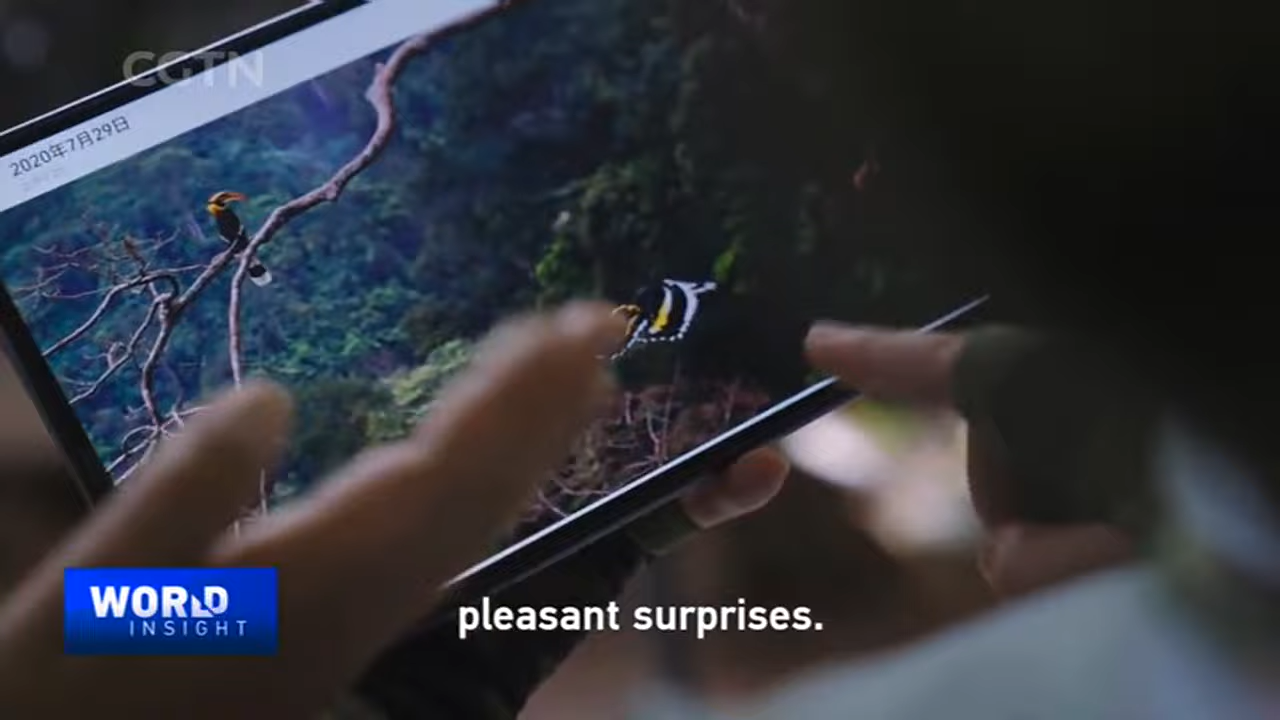 CGTN
2020年7月29日
WORLD
INSIGHT
pleasant surprises.